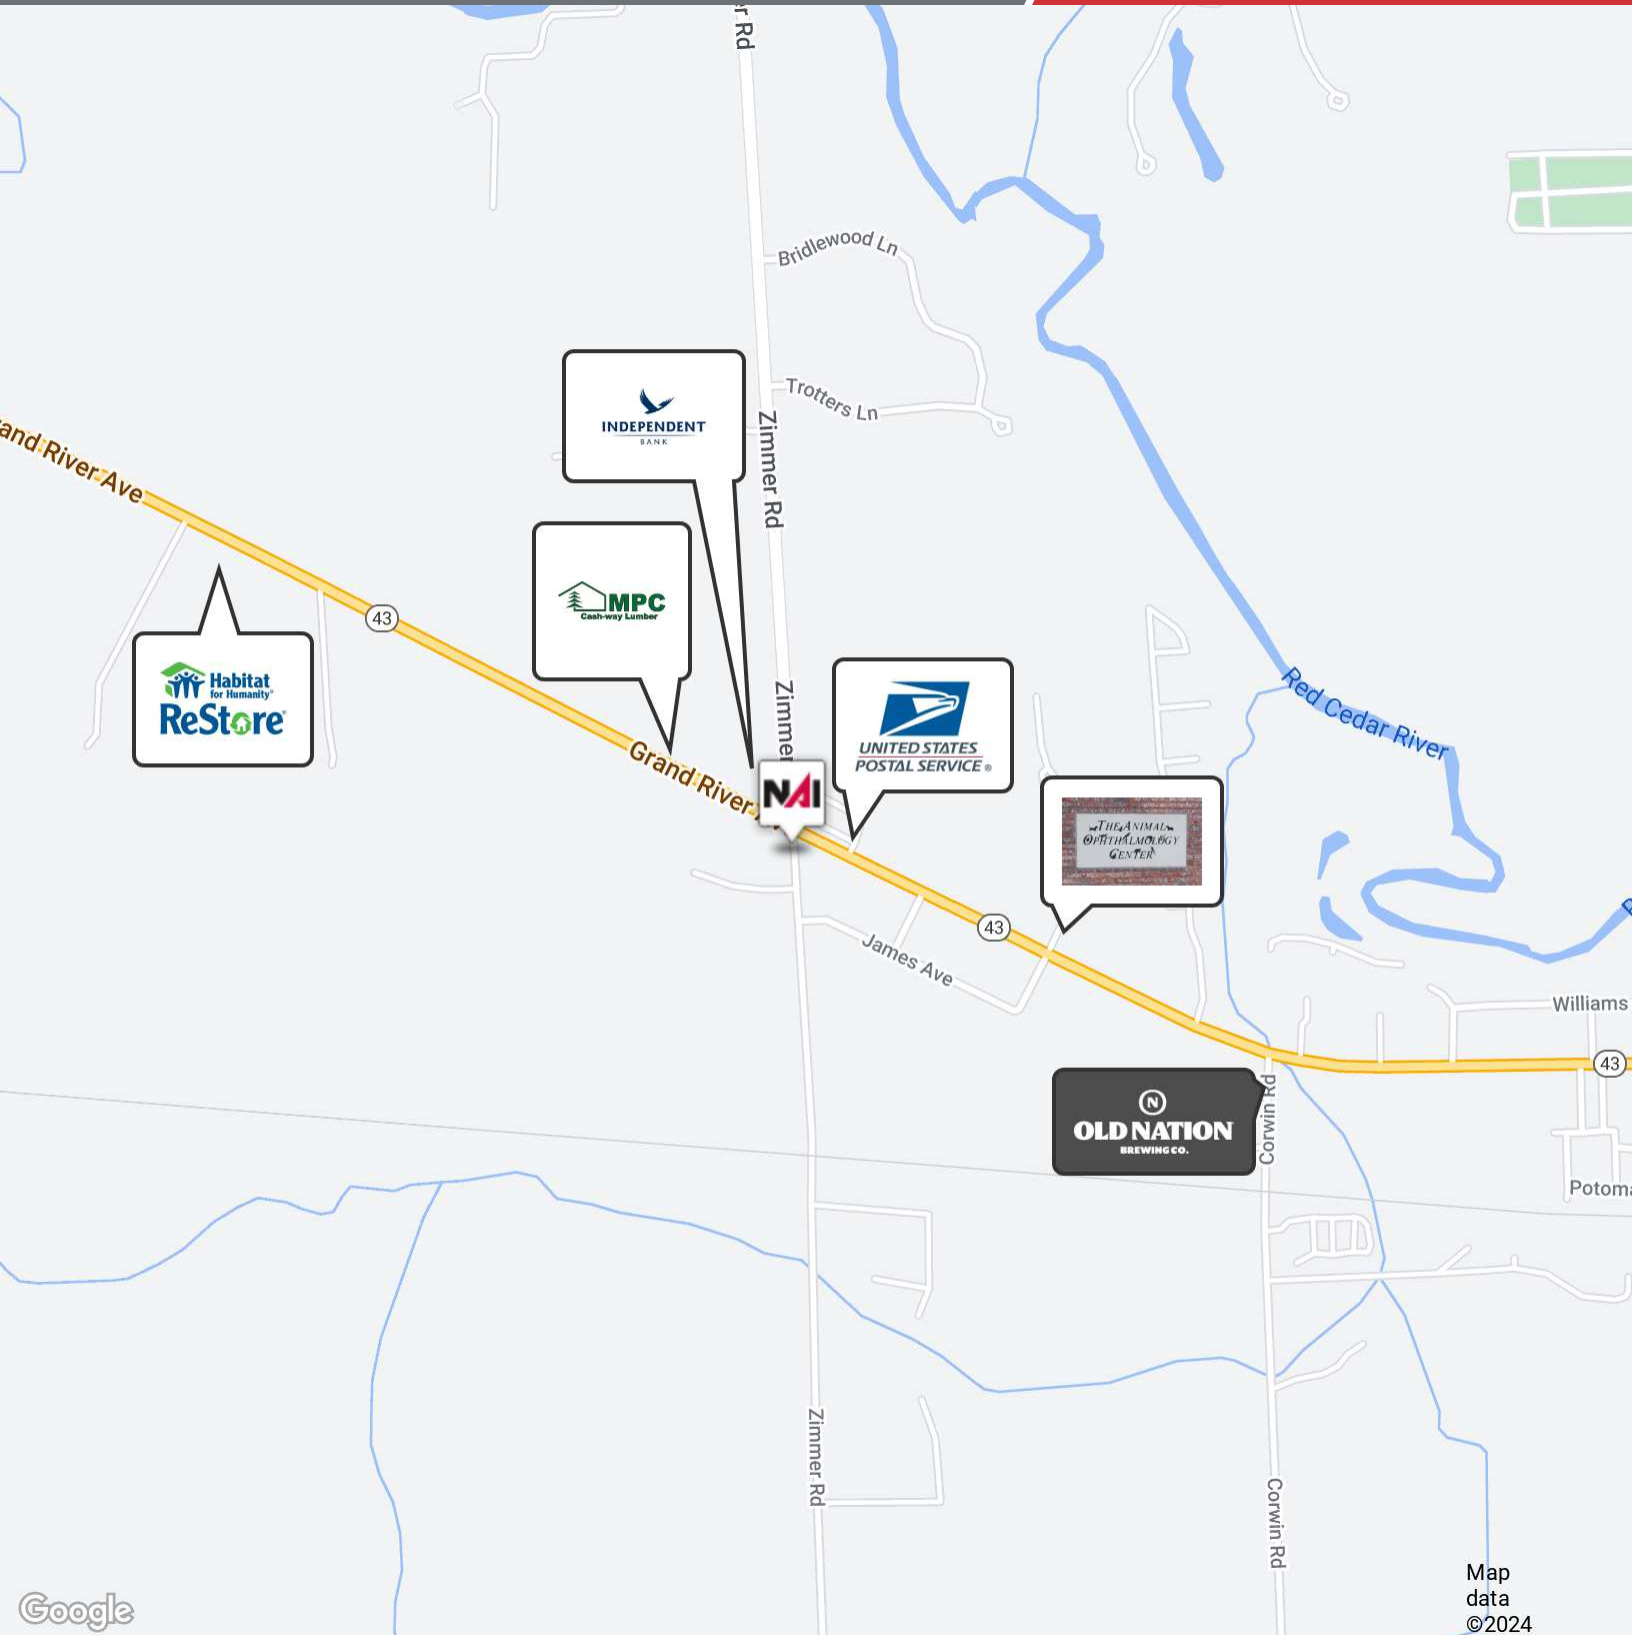 r Rd
Bridlewood Ln
Trotters Ln
Zimmer Rd
INDEPENDENT
BANK
and River Ave
43
MPC
Cash-way Lumber
Habitat
for Humanity®
ReStore®
Zimmer
Red Cedar River
UNITED STATES
POSTAL SERVICE®
Grand River
NAI
THE ANIMAL
OPHTHALMOLOGY
CENTER
43
James Ave
Williams
43
N
OLD NATION
BREWING CO.
Corwin Rd
Potoma
Zimmer Rd
Corwin Rd
Google
Map
data
©2024